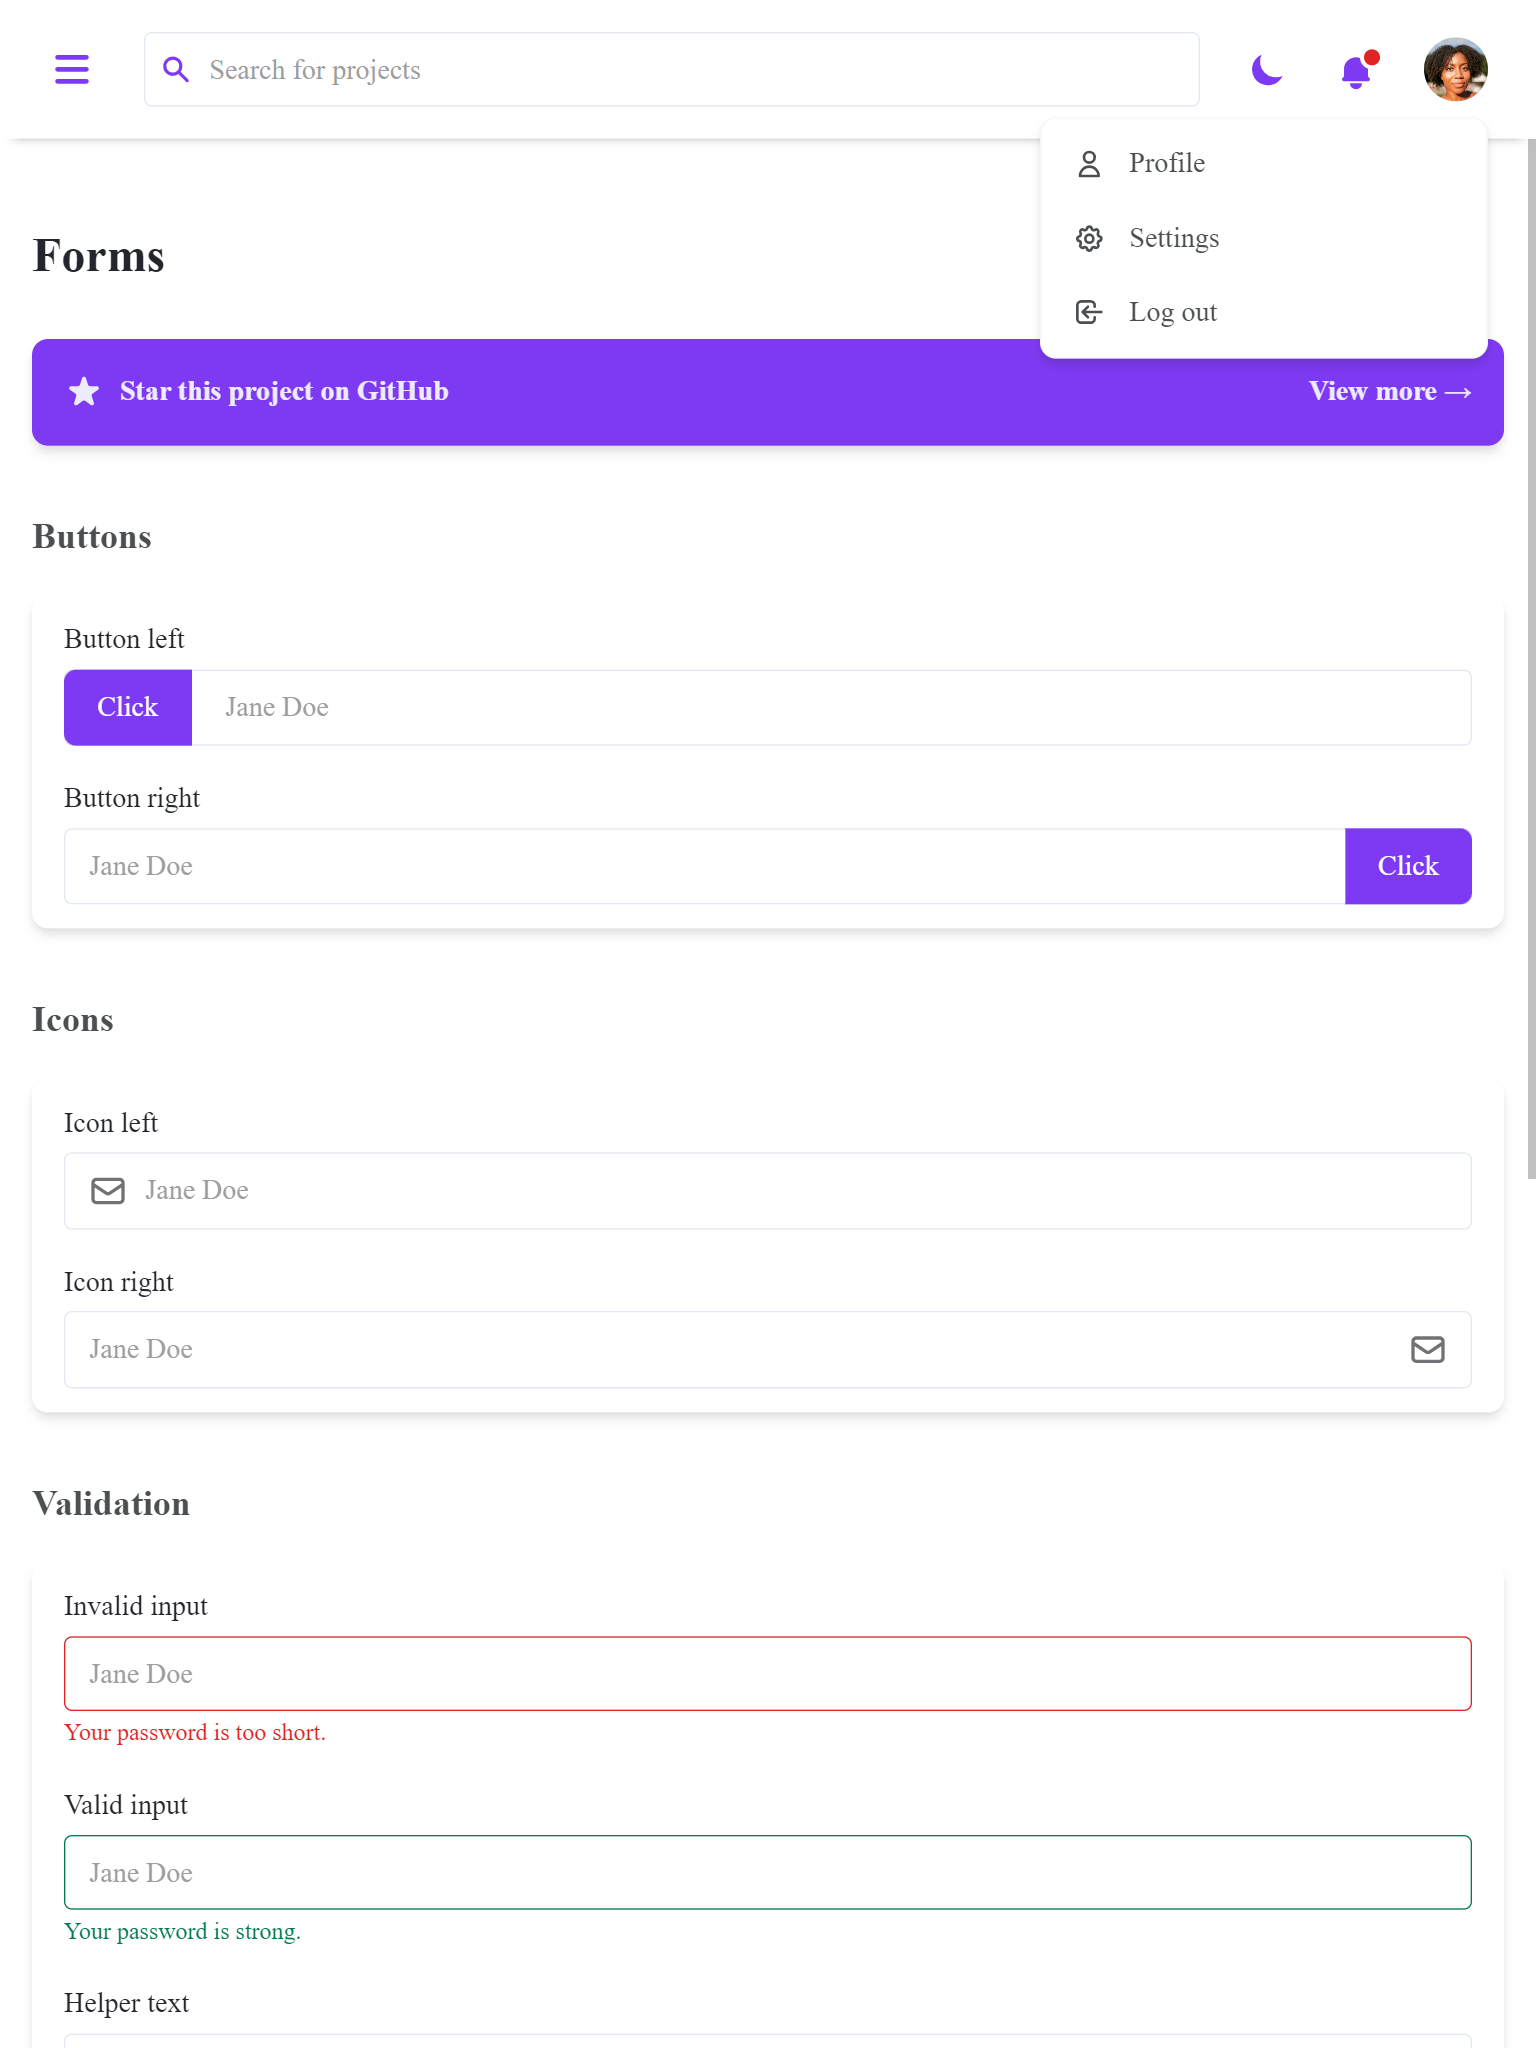 Search for projects
Profile
Settings
Log out
Forms
Star this project on GitHub
View more →
Buttons
Button left
Click
Jane Doe
Button right
Jane Doe
Click
Icons
Icon left
Jane Doe
Icon right
Jane Doe
Validation
Invalid input
Jane Doe
Your password is too short.
Valid input
Jane Doe
Your password is strong.
Helper text